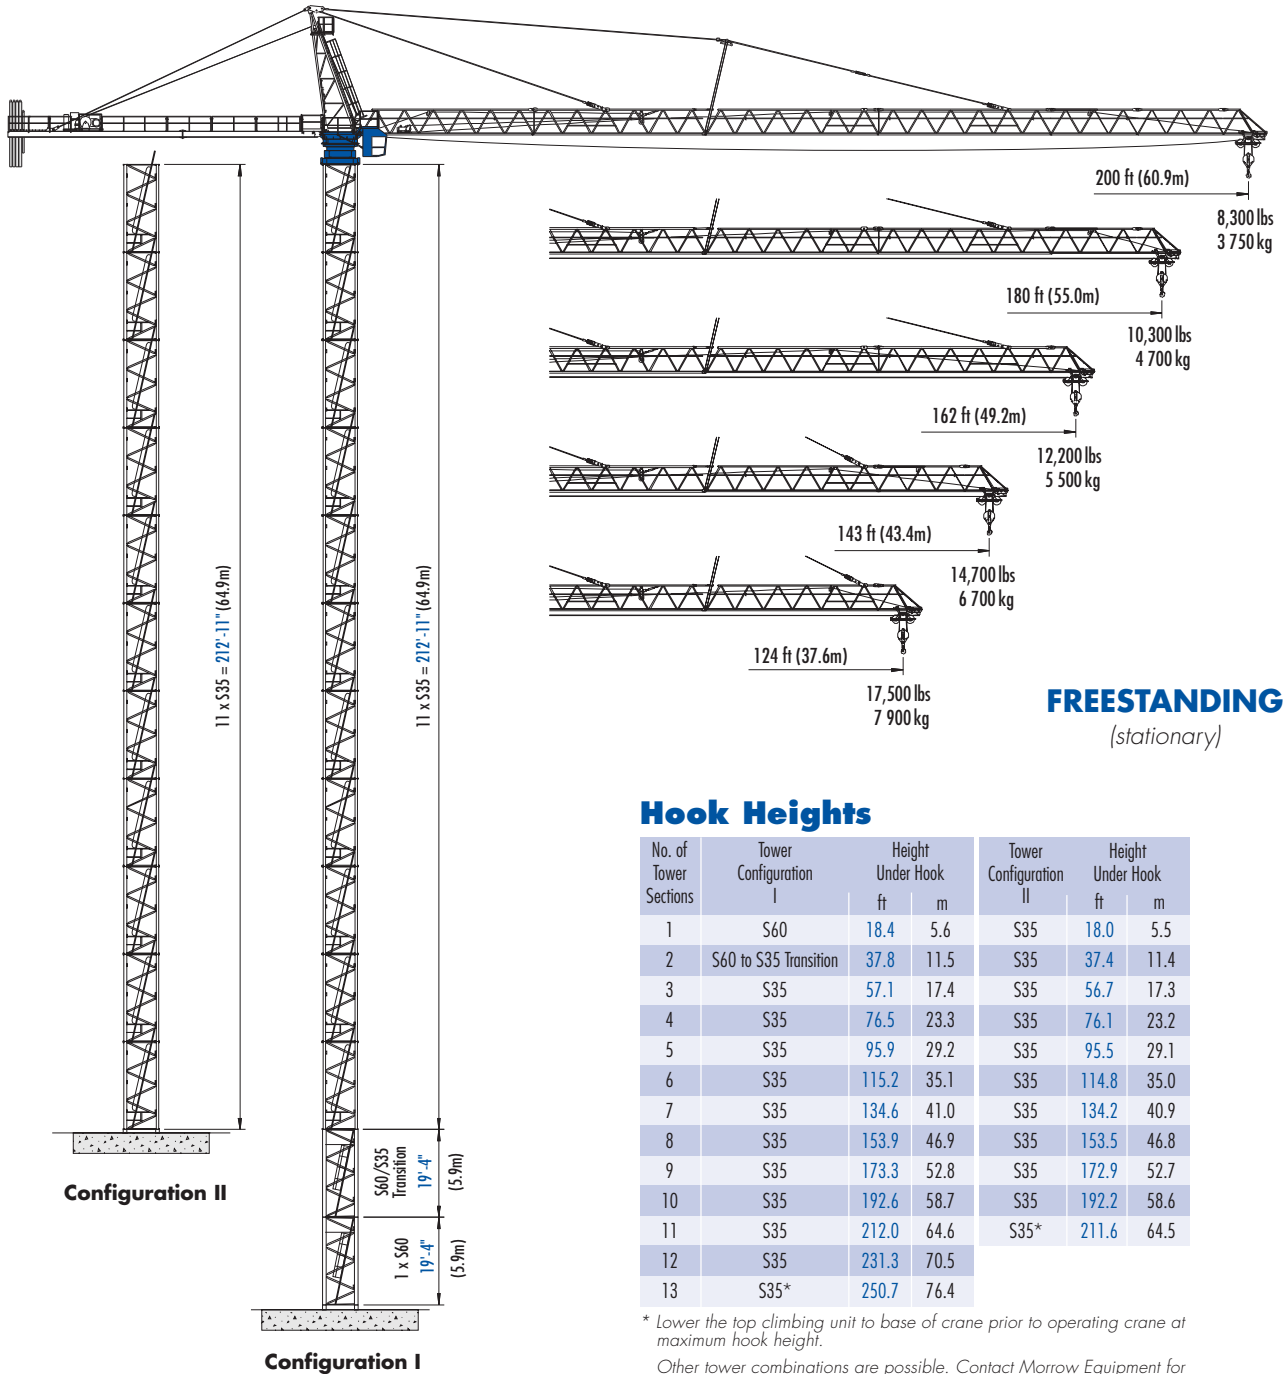 200 ft (60.9m)
8,300 lbs
3 750 kg
180 ft (55.0m)
10,300 lbs
4 700 kg
162 ft (49.2m)
12,200 lbs
5 500 kg
143 ft (43.4m)
14,700 lbs
6 700 kg
124 ft (37.6m)
17,500 lbs
7 900 kg
11 x S35 = 212'-11" (64.9m)
11 x S35 = 212'-11" (64.9m)
S60/S35
Transition
19'-4"
(5.9m)
1 x S60
19'-4"
(5.9m)
Configuration II
Configuration I
FREESTANDING
(stationary)
Hook Heights
No. of Tower Height Tower Height
Tower Configuration Under Hook Configuration Under Hook
Sections I ft m II ft m
1 S60 18.4 5.6 S35 18.0 5.5
2 S60 to S35 Transition 37.8 11.5 S35 37.4 11.4
3 S35 57.1 17.4 S35 56.7 17.3
4 S35 76.5 23.3 S35 76.1 23.2
5 S35 95.9 29.2 S35 95.5 29.1
6 S35 115.2 35.1 S35 114.8 35.0
7 S35 134.6 41.0 S35 134.2 40.9
8 S35 153.9 46.9 S35 153.5 46.8
9 S35 173.3 52.8 S35 172.9 52.7
10 S35 192.6 58.7 S35 192.2 58.6
11 S35 212.0 64.6 S35* 211.6 64.5
12 S35 231.3 70.5
13 S35* 250.7 76.4
* Lower the top climbing unit to base of crane prior to operating crane at
maximum hook height.
Other tower combinations are possible. Contact Morrow Equipment for